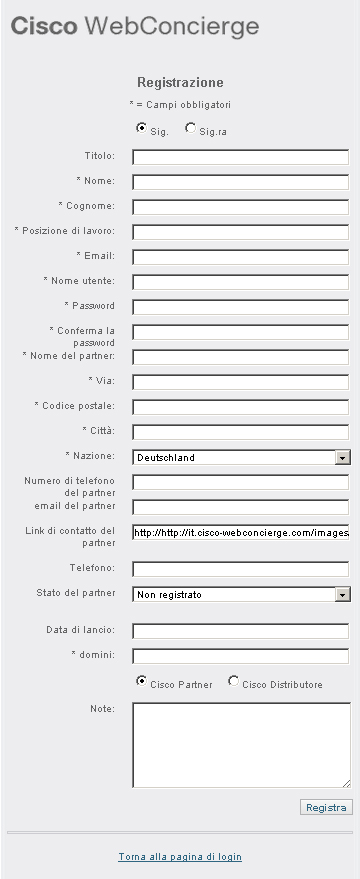 Cisco WebConcierge
Registrazione
* = Campi obbligatori
Sig. Sig.ra
Titolo:
* Nome:
* Cognome:
* Posizione di lavoro:
* Email:
* Nome utente:
* Password
* Conferma la
password
* Nome del partner:
* Via:
* Codice postale:
* Città:
* Nazione: Deutschland
Numero di telefono
del partner
email del partner
Link di contatto del
partner
http://http://it.cisco-webconcierge.com/images.
Telefono:
Stato del partner Non registrato
Data di lancio:
* domini:
Cisco Partner Cisco Distributore
Note:
Registra
Torna alla pagina di login